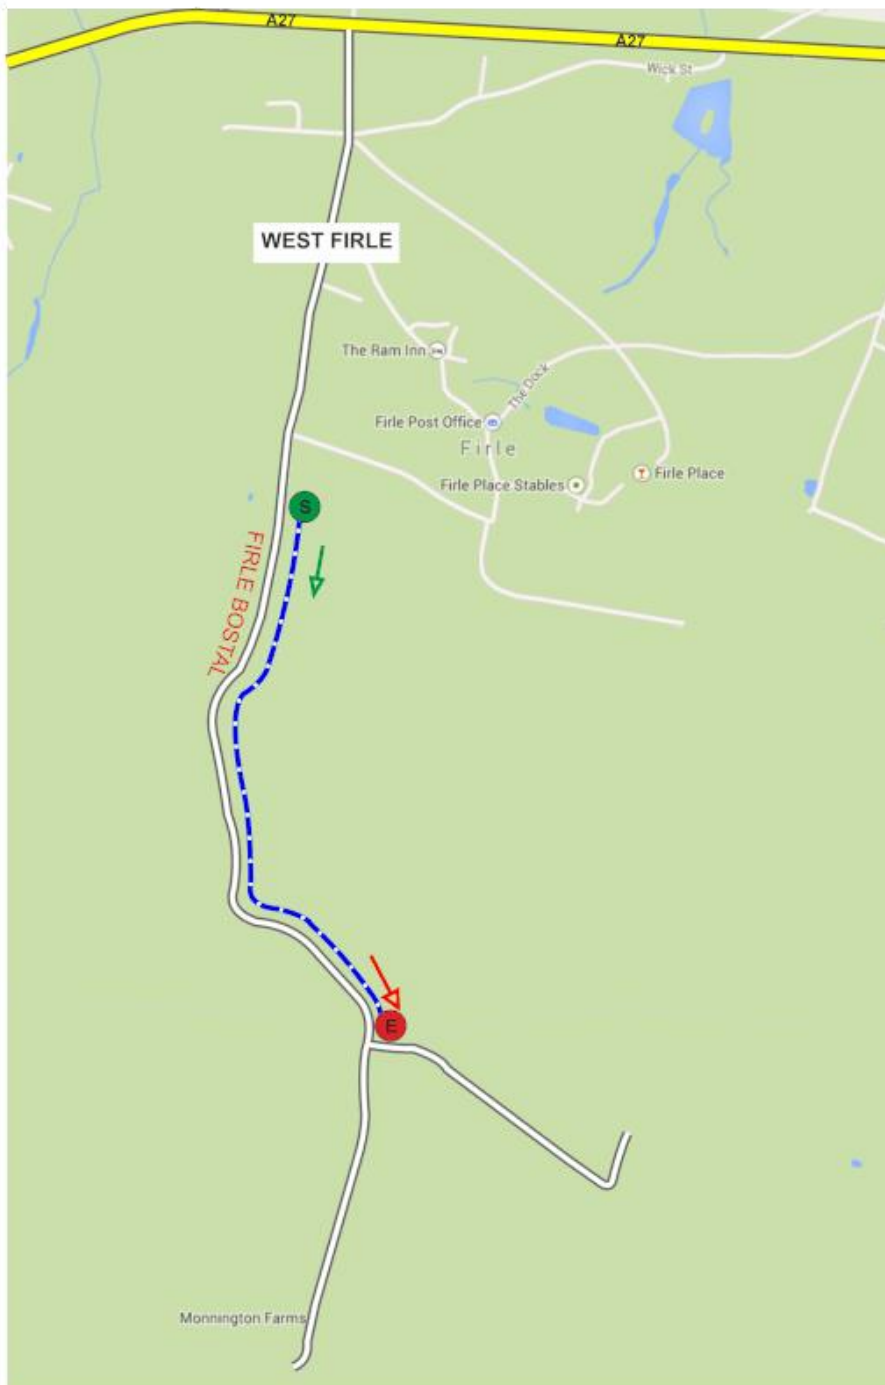 A27
A27
Wick St
WEST FIRLE
The Ram Inn
The Dock
Firle Post Office
Firle
Firle Place
Firle Place Stables
S
FIRLE BOSTAL
E
Monnington Farms